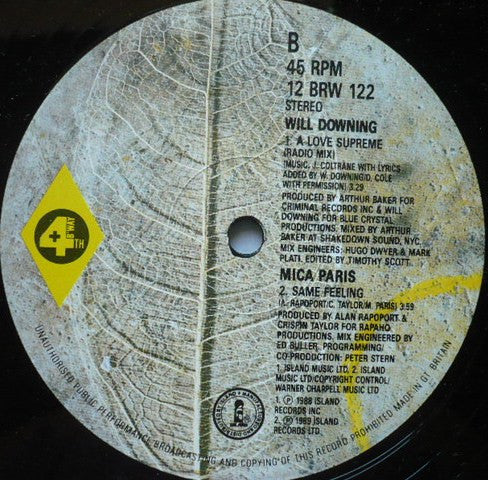 B
45 RPM
12 BRW 122
STEREO
WILL DOWNING
1. A LOVE SUPREME
(RADIO MIX)
(MUSIC, J. COLTRANE WITH LYRICS
ADDED BY W. DOWNING/D. COLE
WITH PERMISSION) 3.29
PRODUCED BY ARTHUR BAKER FOR
CRIMINAL RECORDS INC & WILL
DOWNING FOR BLUE CRYSTAL
PRODUCTIONS. MIXED BY ARTHUR
BAKER AT SHAKEDOWN SOUND, NYC.
MIX ENGINEERS: HUGO DWYER & MARK
PLATI. EDITED BY TIMOTHY SCOTT.
MICA PARIS
2. SAME FEELING
(A. RAPOPORT/C. TAYLOR/M. PARIS) 3:59
PRODUCED BY ALAN RAPOPORT &
CRISPIN TAYLOR FOR RAPAHO
PRODUCTIONS. MIX ENGINEERED BY
ED BULLER. PROGRAMMING/
CO-PRODUCTION: PETER STERN
1. ISLAND MUSIC LTD. 2. ISLAND
MUSIC LTD/COPYRIGHT CONTROL/
WARNER CHAPPELL MUSIC LTD
1. ℗ 1988 ISLAND
RECORDS INC
2. ℗ 1989 ISLAND
RECORDS LTD
4TH + B'WAY
UNAUTHORISED PUBLIC PERFORMANCE, BROADCASTING AND COPYING OF THIS RECORD PROHIBITED MADE IN GT. BRITAIN